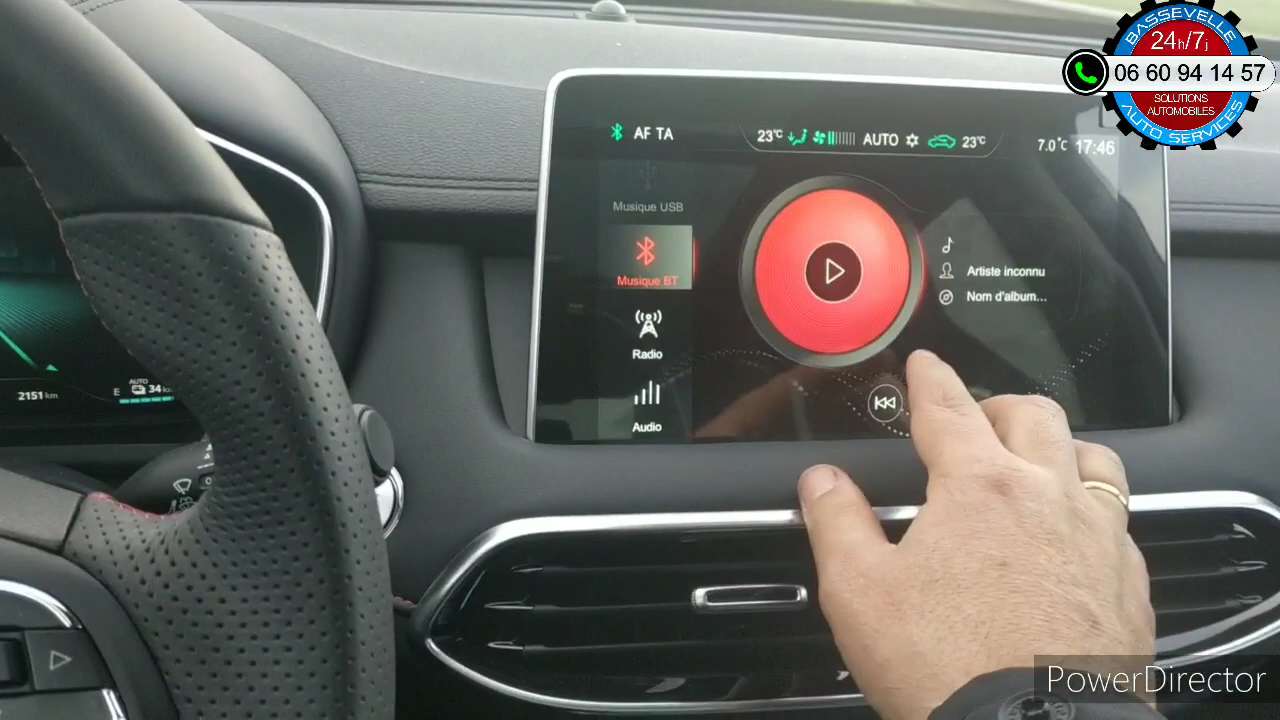 BASSEVELLE
24h/7j
06 60 94 14 57
SOLUTIONS
AUTOMOBILES
AUTO SERVICES
AF TA
23°C
AUTO
23°C
7.0°C 17:46
Musique USB
Musique BT
Radio
Audio
Artiste inconnu
Nom d'album...
2151 km
E
AUTO
34
PowerDirector